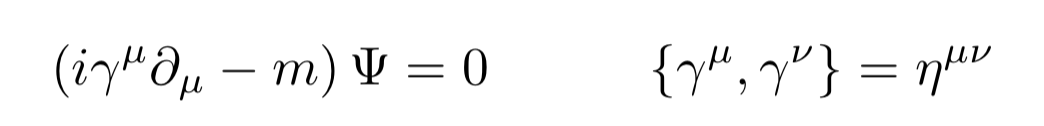 (iγ^μ∂_μ − m) Ψ = 0 {γ^μ, γ^ν} = η^{μν}